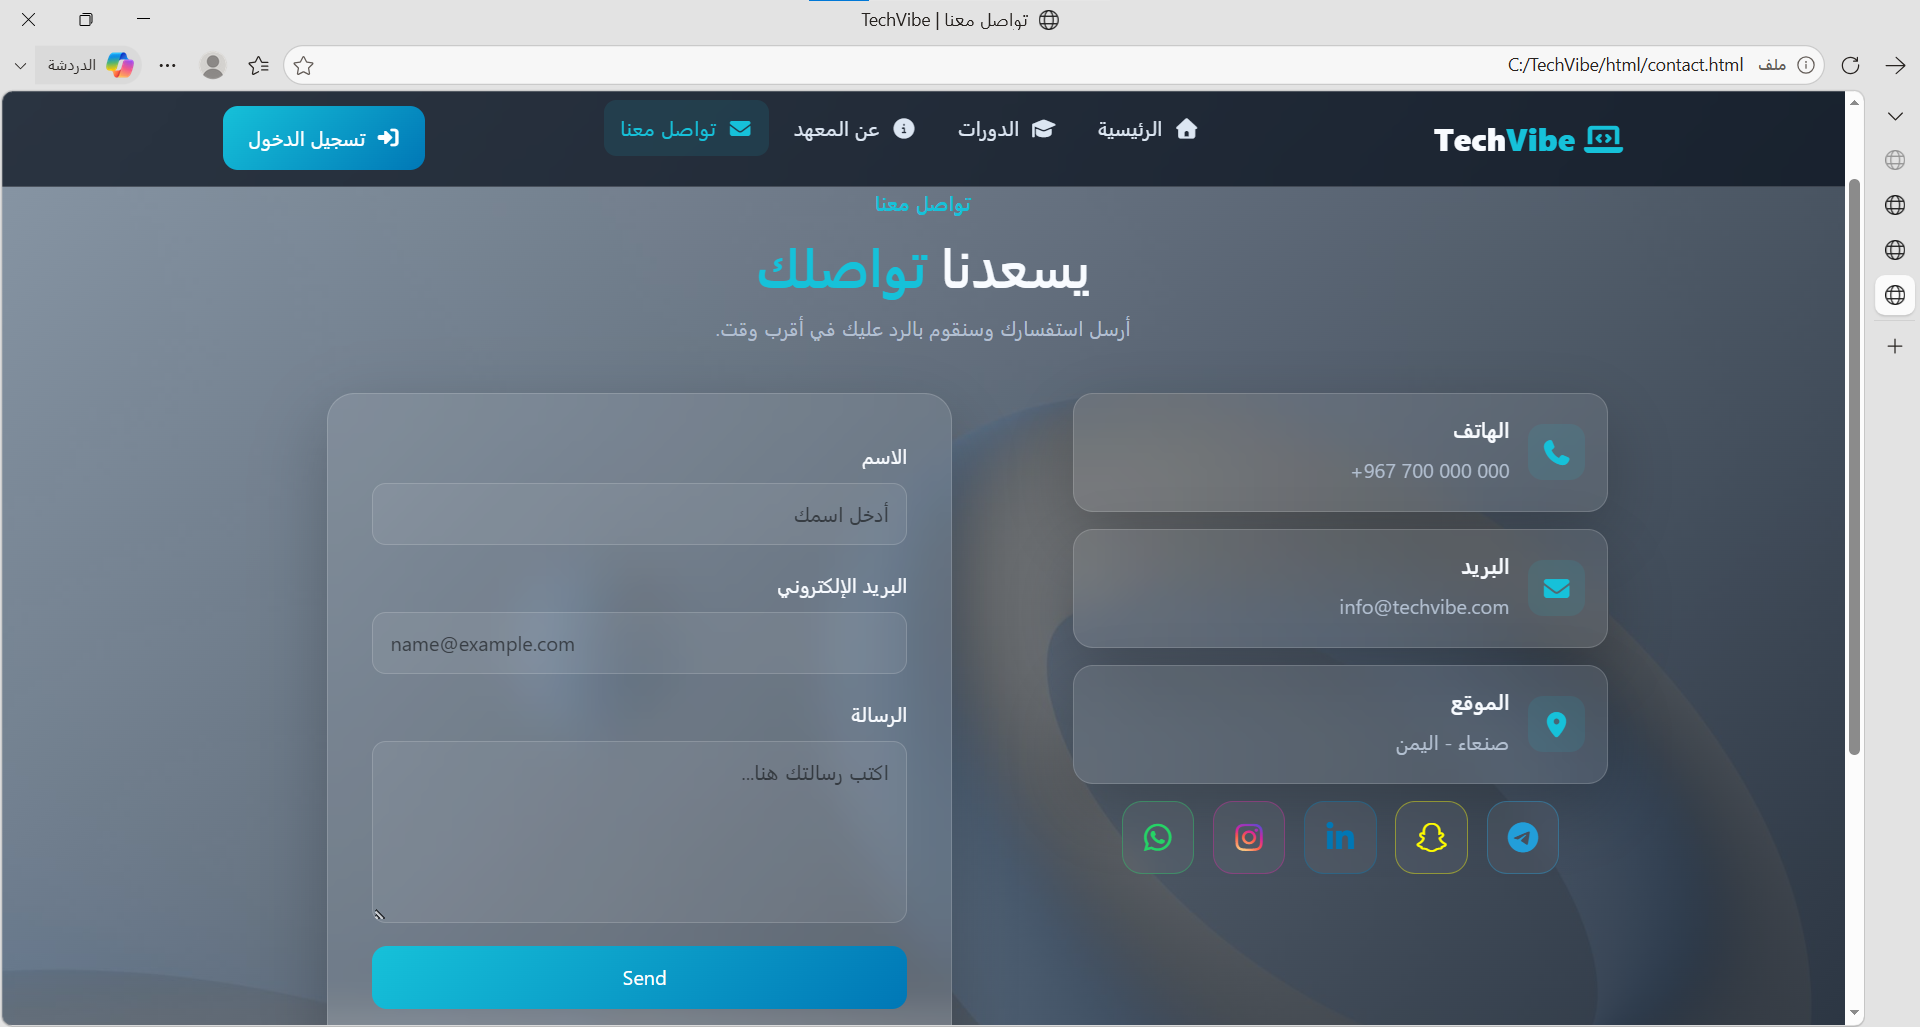 تواصل معنا | TechVibe
الدردشة
ملف
C:/TechVibe/html/contact.html
TechVibe
الرئيسية
الدورات
عن المعهد
تواصل معنا
تسجيل الدخول
تواصل معنا
يسعدنا تواصلك
أرسل استفسارك وسنقوم بالرد عليك في أقرب وقت.
الهاتف
+967 700 000 000
البريد
info@techvibe.com
الموقع
صنعاء - اليمن
الاسم
أدخل اسمك
البريد الإلكتروني
name@example.com
الرسالة
اكتب رسالتك هنا...
Send